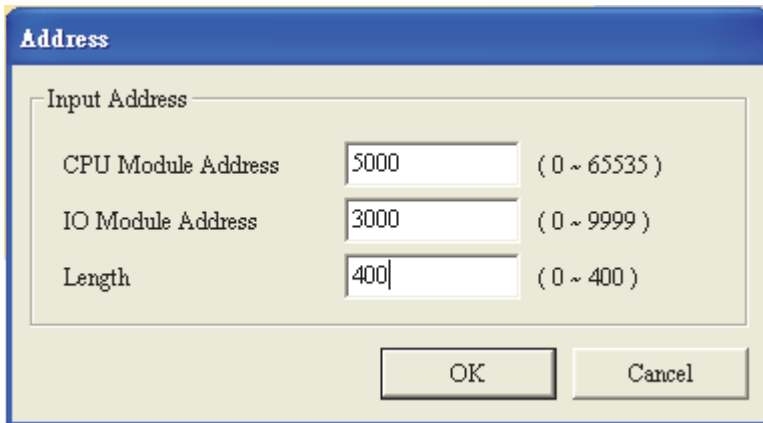 Address
Input Address
CPU Module Address 5000 ( 0 ~ 65535 )
IO Module Address 3000 ( 0 ~ 9999 )
Length 400 ( 0 ~ 400 )
OK Cancel